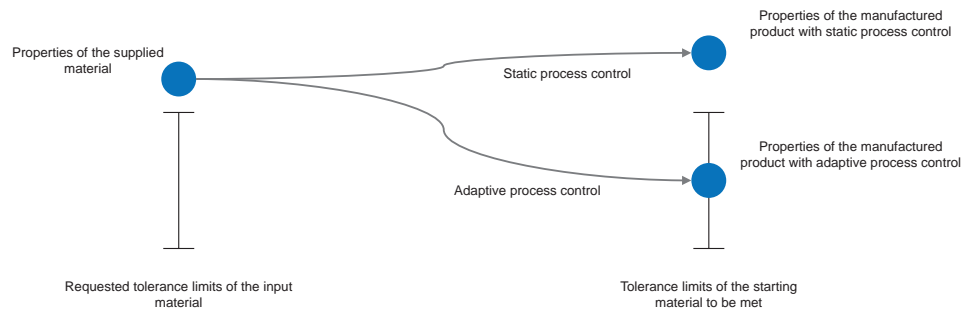 Properties of the supplied
material
Static process control
Properties of the manufactured
product with static process control
Adaptive process control
Properties of the manufactured
product with adaptive process control
Requested tolerance limits of the input
material
Tolerance limits of the starting
material to be met